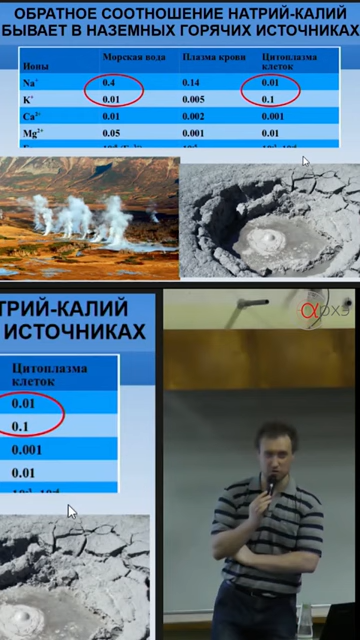 ОБРАТНОЕ СООТНОШЕНИЕ НАТРИЙ-КАЛИЙ
БЫВАЕТ В НАЗЕМНЫХ ГОРЯЧИХ ИСТОЧНИКАХ
Ионы Морская вода Плазма крови Цитоплазма клеток
Na⁺ 0.4 0.14 0.01
K⁺ 0.01 0.005 0.1
Ca²⁺ 0.01 0.002 0.001
Mg²⁺ 0.05 0.001 0.01
ТРИЙ-КАЛИЙ
ИСТОЧНИКАХ
Цитоплазма
клеток
0.01
0.1
0.001
0.01